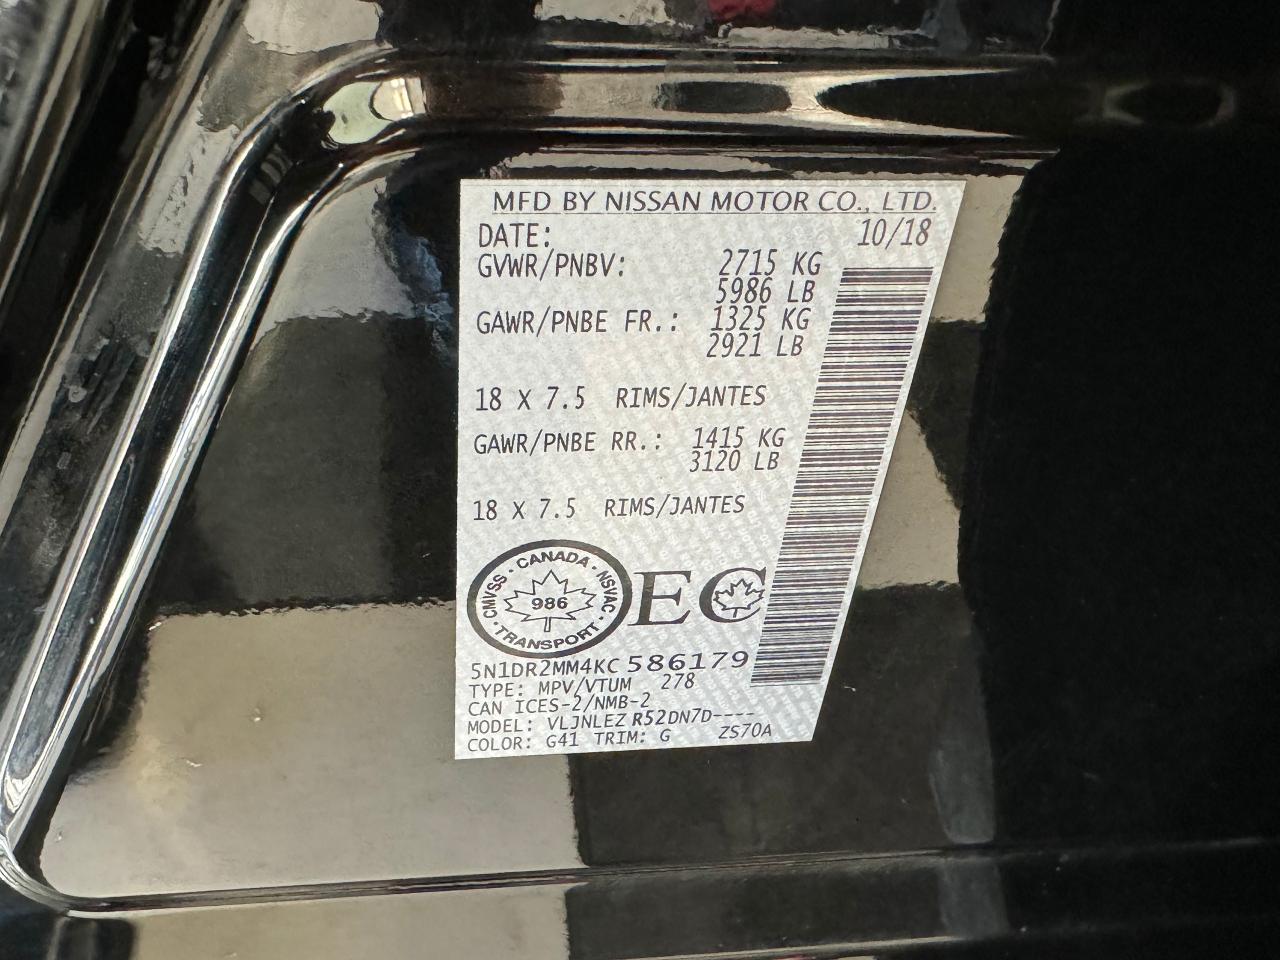 MFD BY NISSAN MOTOR CO., LTD.
DATE: 10/18
GVWR/PNBV: 2715 KG
5986 LB
GAWR/PNBE FR.: 1325 KG
2921 LB
18 X 7.5 RIMS/JANTES
GAWR/PNBE RR.: 1415 KG
3120 LB
18 X 7.5 RIMS/JANTES
CANADA · NSVAC · TRANSPORT · CMVSS ·
986
EC
5N1DR2MM4KC586179
TYPE: MPV/VTUM 278
CAN ICES-2/NMB-2
MODEL: VLJNLEZ R52DN7D----
COLOR: G41 TRIM: G ZS70A